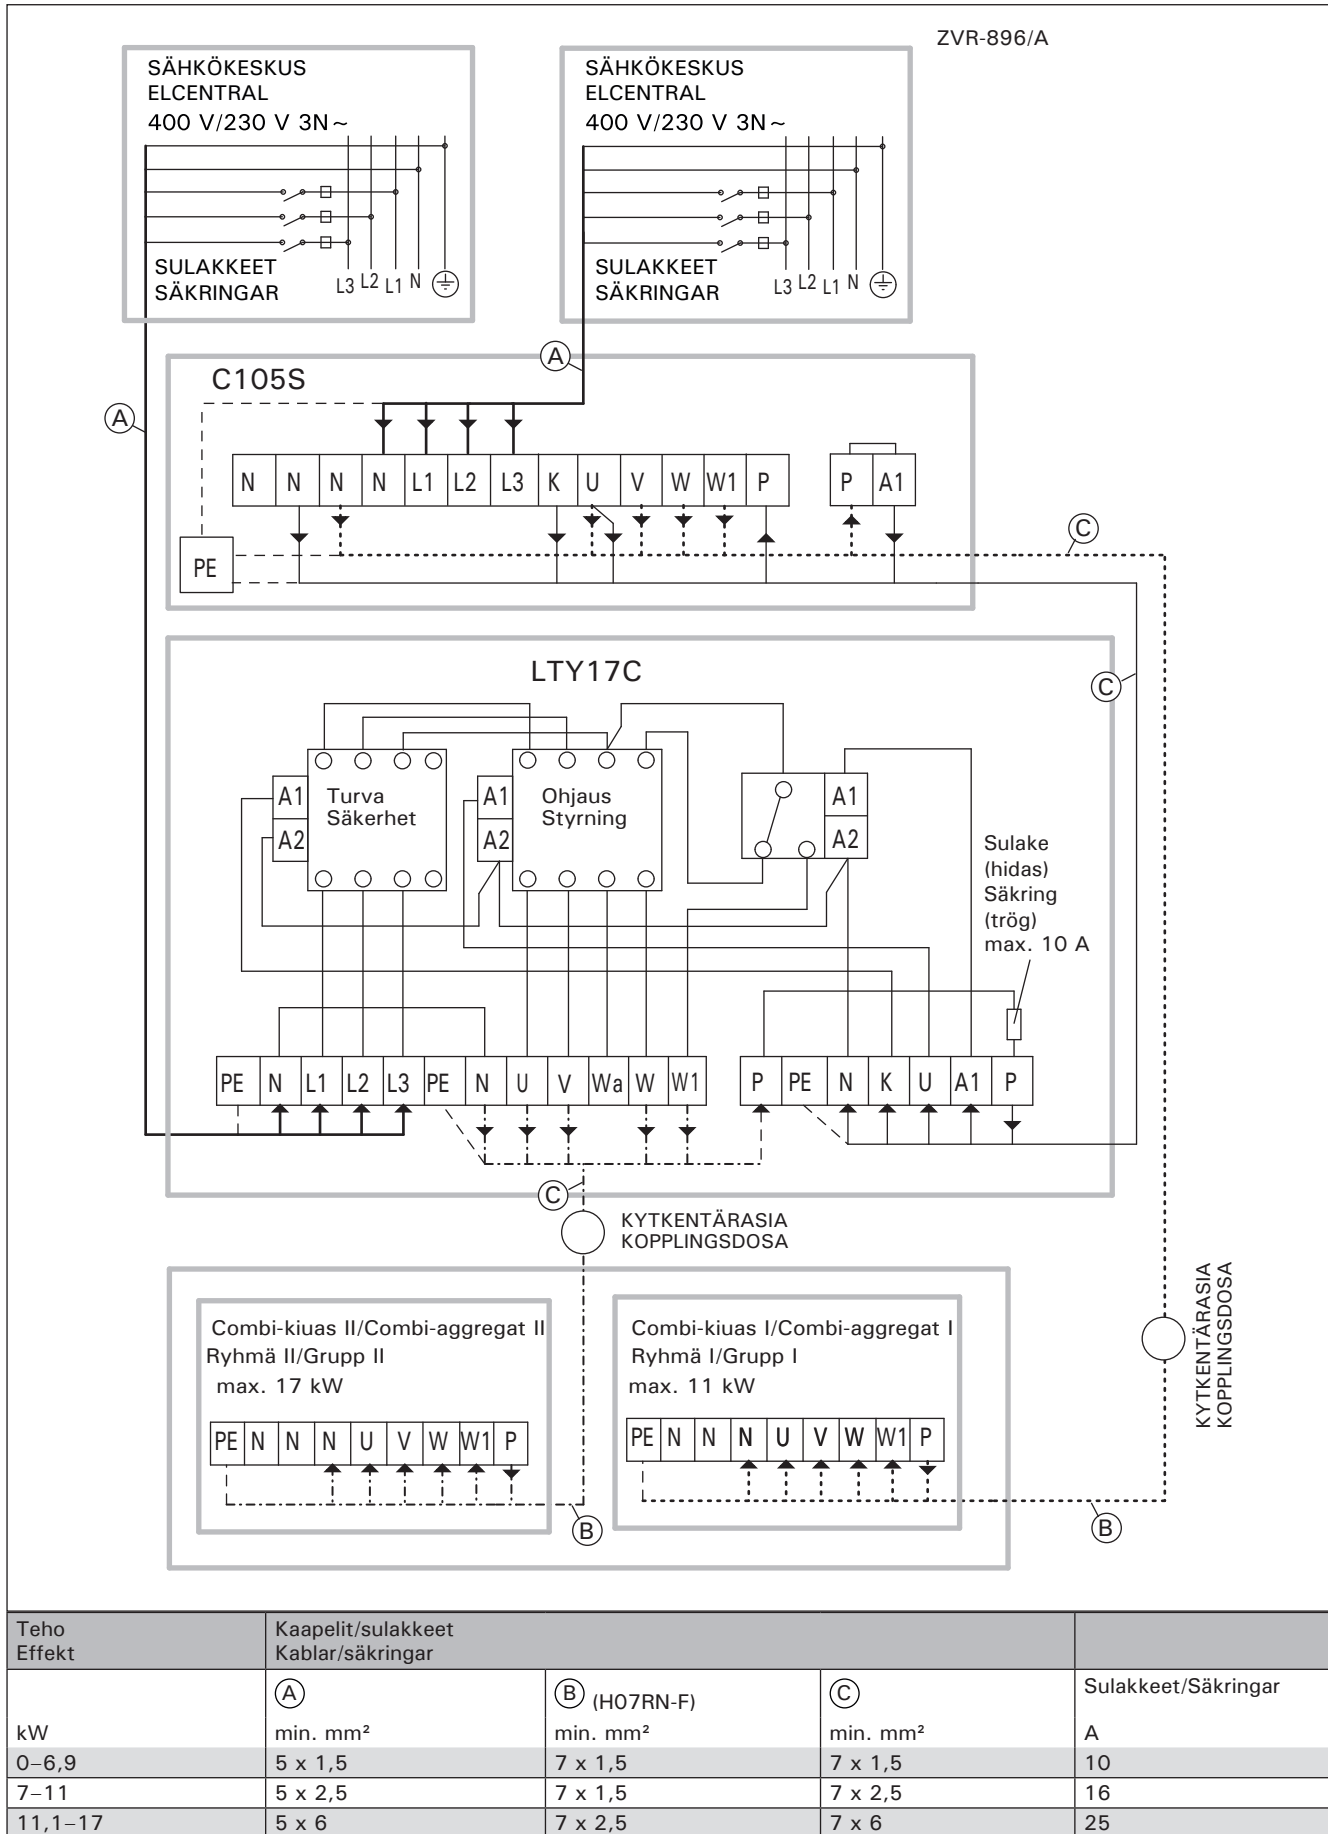 ZVR-896/A
SÄHKÖKESKUS
ELCENTRAL
400 V/230 V 3N~
SULAKKEET
SÄKRINGAR
L3 L2 L1 N
SÄHKÖKESKUS
ELCENTRAL
400 V/230 V 3N~
SULAKKEET
SÄKRINGAR
L3 L2 L1 N
A
A
C105S
N N N N L1 L2 L3 K U V W W1 P
P A1
PE
C
C
LTY17C
A1
A2
Turva
Säkerhet
A1
A2
Ohjaus
Styrning
A1
A2
Sulake
(hidas)
Säkring
(trög)
max. 10 A
PE N L1 L2 L3 PE N U V Wa W W1
P PE N K U A1 P
C
KYTKENTÄRASIA
KOPPLINGSDOSA
KYTKENTÄRASIA
KOPPLINGSDOSA
Combi-kiuas II/Combi-aggregat II
Ryhmä II/Grupp II
max. 17 kW
PE N N N U V W W1 P
B
Combi-kiuas I/Combi-aggregat I
Ryhmä I/Grupp I
max. 11 kW
PE N N N U V W W1 P
B
Teho
Effekt
Kaapelit/sulakkeet
Kablar/säkringar
A B (H07RN-F) C Sulakkeet/Säkringar
kW min. mm² min. mm² min. mm² A
0–6,9 5 x 1,5 7 x 1,5 7 x 1,5 10
7–11 5 x 2,5 7 x 1,5 7 x 2,5 16
11,1–17 5 x 6 7 x 2,5 7 x 6 25